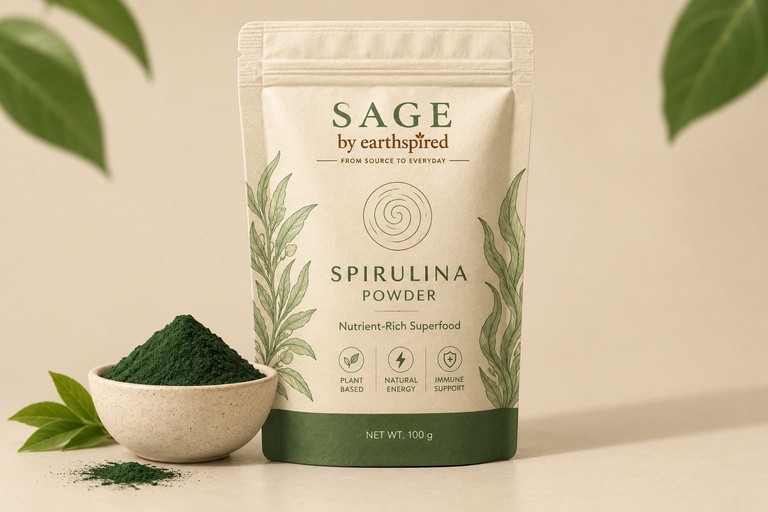 SAGE
by earthspired
FROM SOURCE TO EVERYDAY
SPIRULINA
POWDER
Nutrient-Rich Superfood
PLANT BASED
NATURAL ENERGY
IMMUNE SUPPORT
NET WT. 100 g